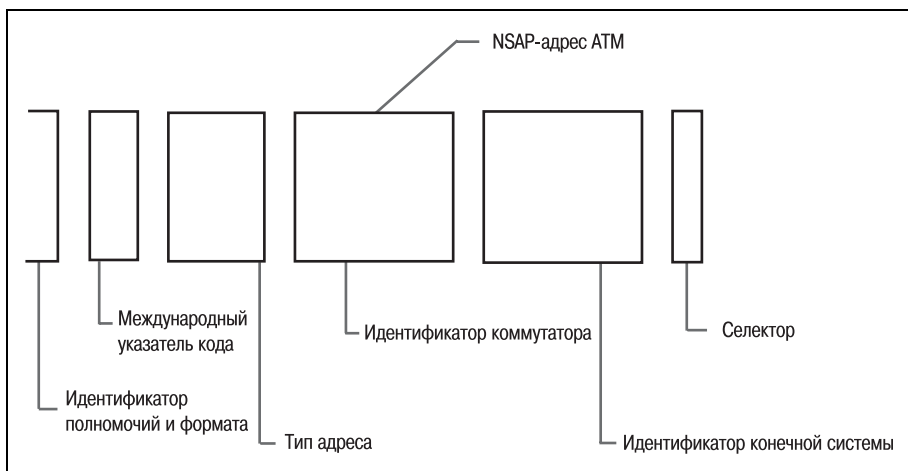 NSAP-адрес ATM
Международный
указатель кода
Идентификатор коммутатора
Селектор
Идентификатор
полномочий и формата
Тип адреса
Идентификатор конечной системы